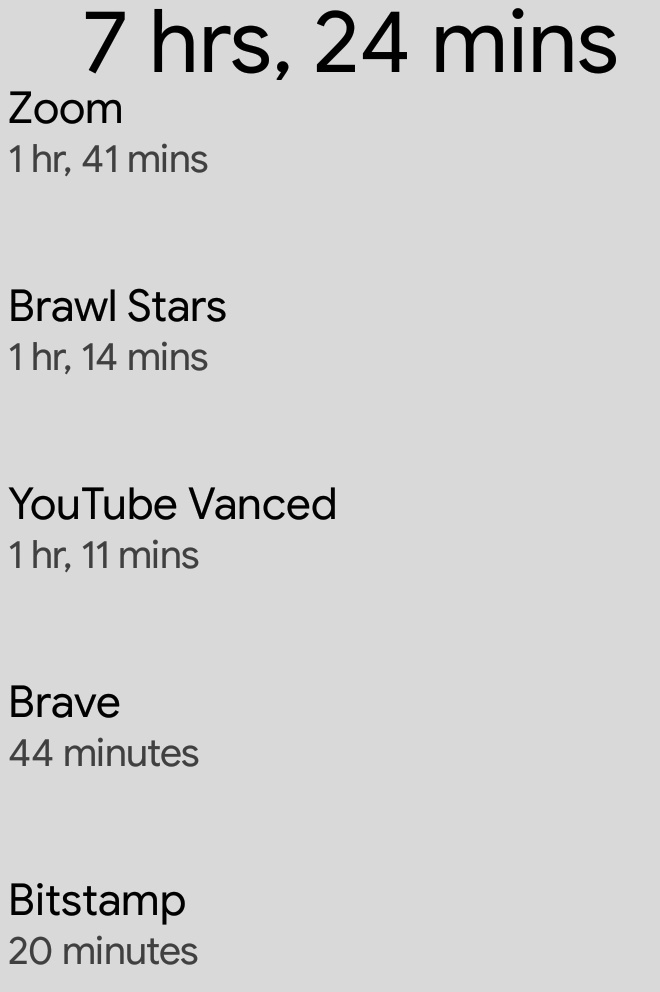 7 hrs, 24 mins
Zoom
1 hr, 41 mins
Brawl Stars
1 hr, 14 mins
YouTube Vanced
1 hr, 11 mins
Brave
44 minutes
Bitstamp
20 minutes